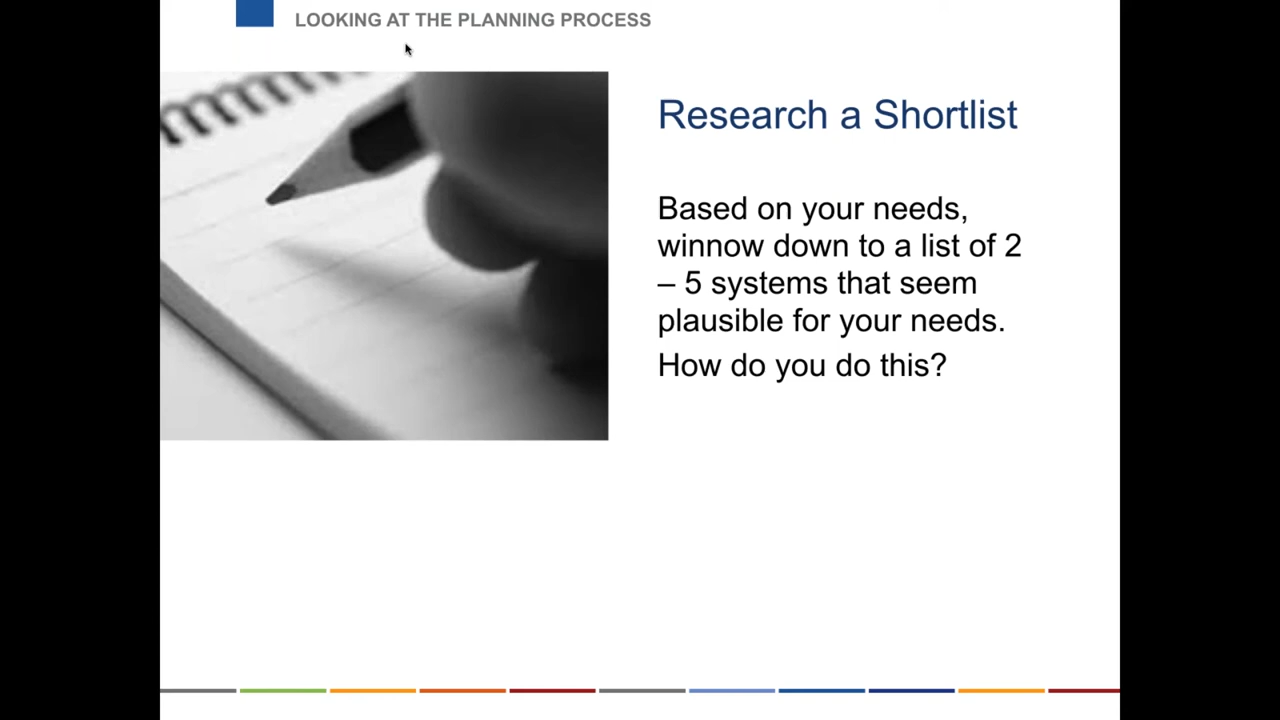 LOOKING AT THE PLANNING PROCESS
Research a Shortlist
Based on your needs,
winnow down to a list of 2
– 5 systems that seem
plausible for your needs.
How do you do this?